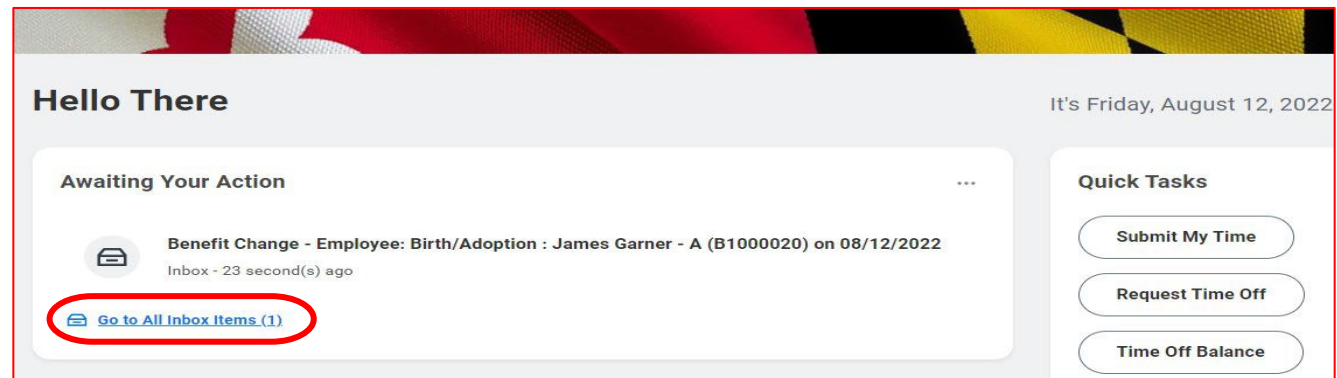 Hello There
It's Friday, August 12, 2022
Awaiting Your Action
...
Benefit Change - Employee: Birth/Adoption : James Garner - A (B1000020) on 08/12/2022
Inbox - 23 second(s) ago
Go to All Inbox Items (1)
Quick Tasks
Submit My Time
Request Time Off
Time Off Balance